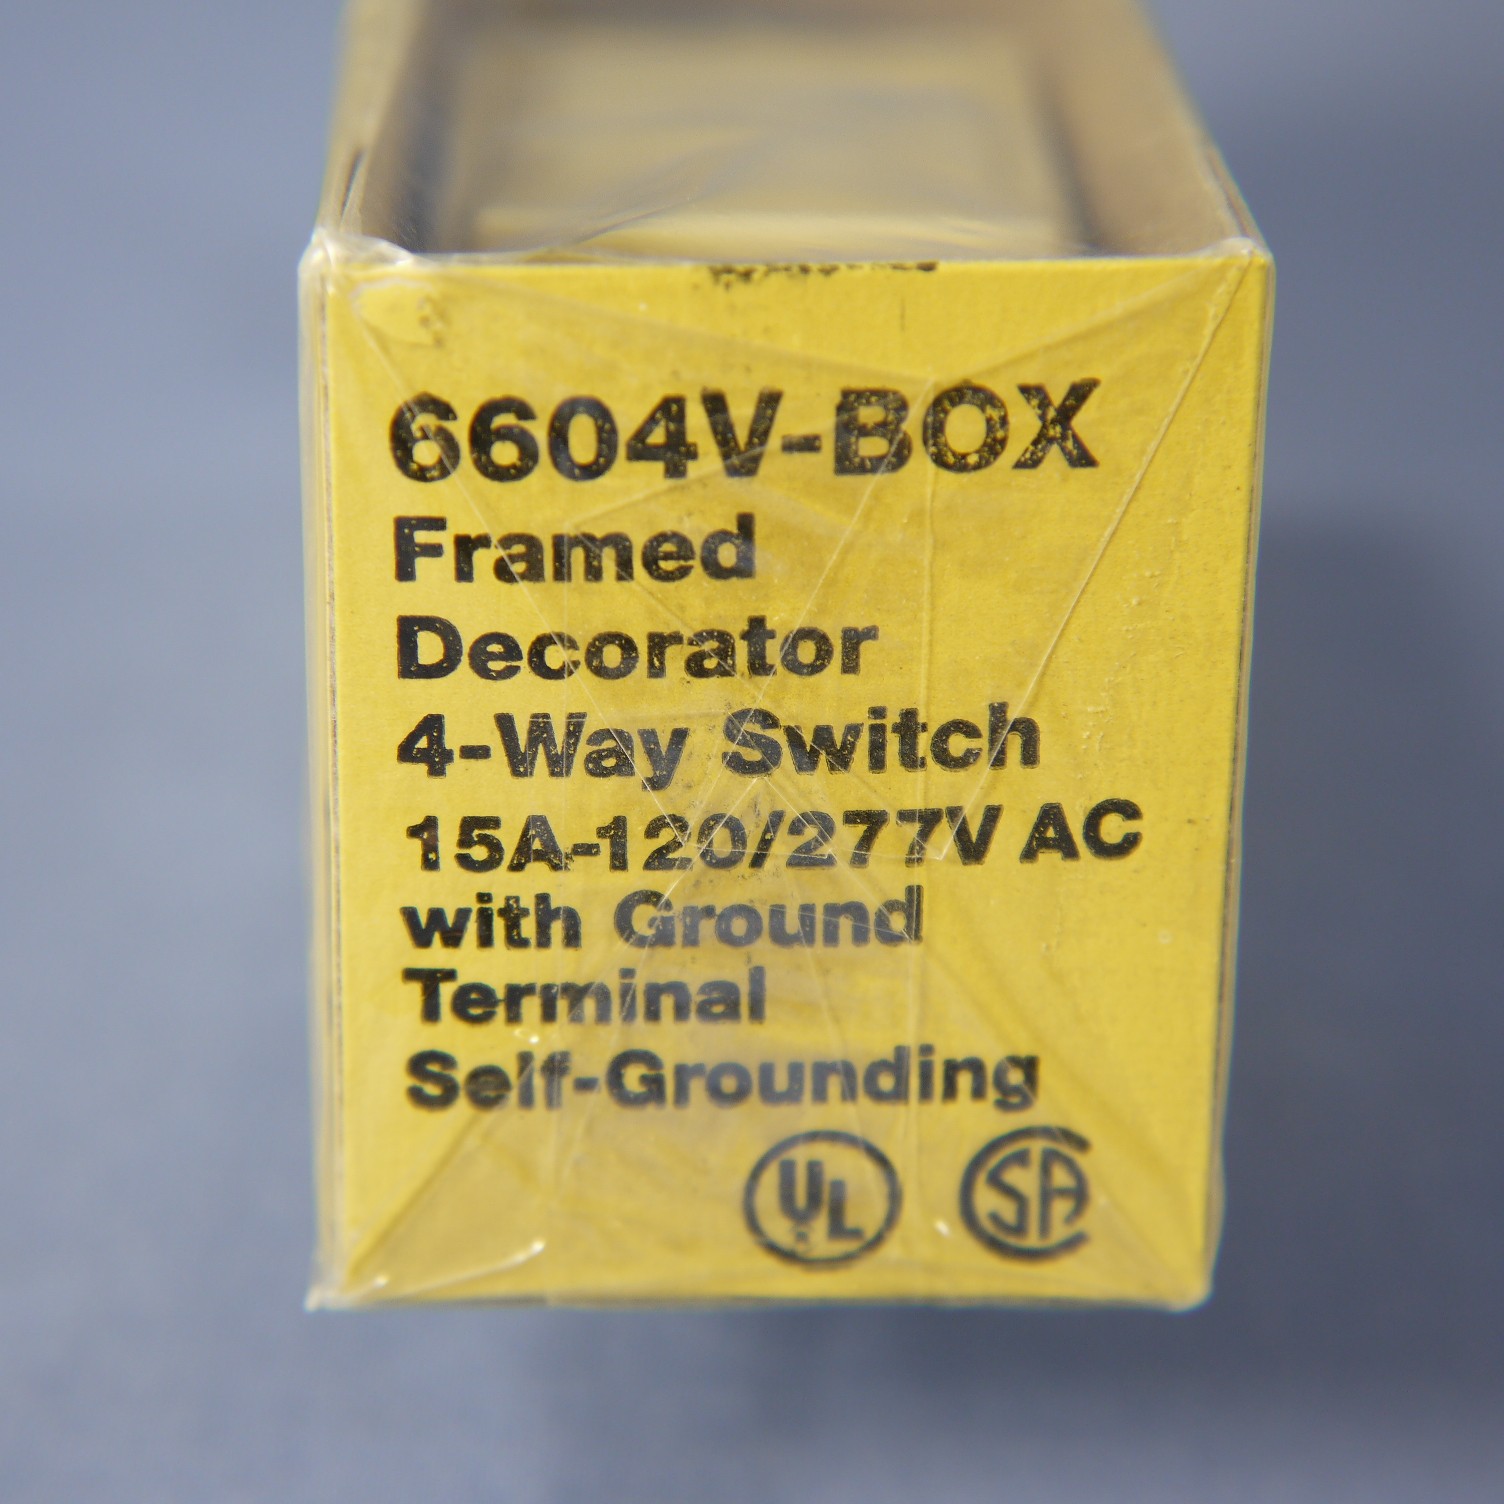 6604V-BOX
Framed
Decorator
4-Way Switch
15A-120/277V AC
with Ground
Terminal
Self-Grounding
UL SA